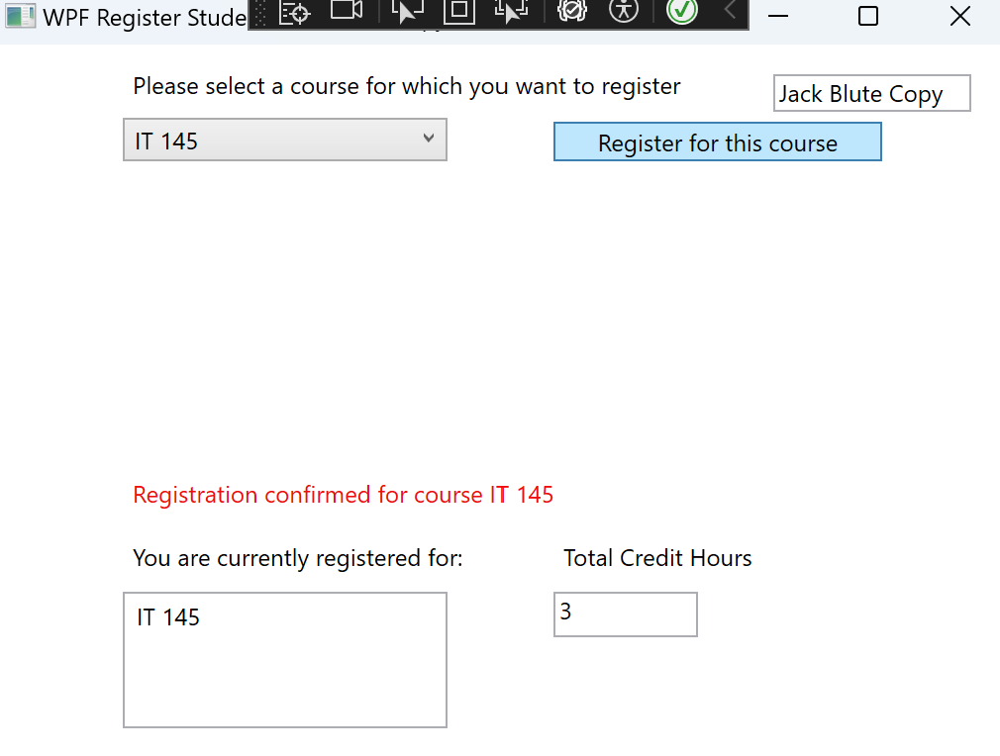 WPF Register Stude
Please select a course for which you want to register
Jack Blute Copy
IT 145
Register for this course
Registration confirmed for course IT 145
You are currently registered for:
Total Credit Hours
IT 145
3